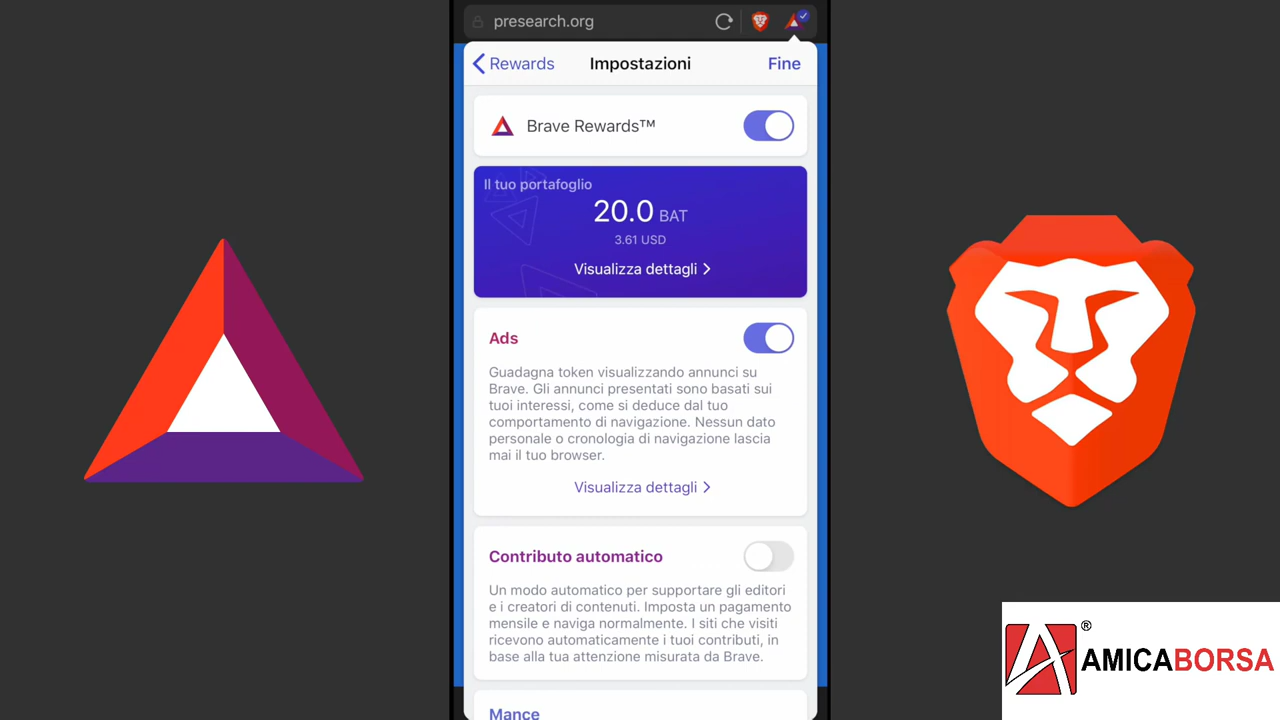 presearch.org
Rewards
Impostazioni
Fine
Brave Rewards™
Il tuo portafoglio
20.0 BAT
3.61 USD
Visualizza dettagli
Ads
Guadagna token visualizzando annunci su
Brave. Gli annunci presentati sono basati sui
tuoi interessi, come si deduce dal tuo
comportamento di navigazione. Nessun dato
personale o cronologia di navigazione lascia
mai il tuo browser.
Visualizza dettagli
Contributo automatico
Un modo automatico per supportare gli editori
e i creatori di contenuti. Imposta un pagamento
mensile e naviga normalmente. I siti che visiti
ricevono automaticamente i tuoi contributi, in
base alla tua attenzione misurata da Brave.
Mance
®
AMICABORSA